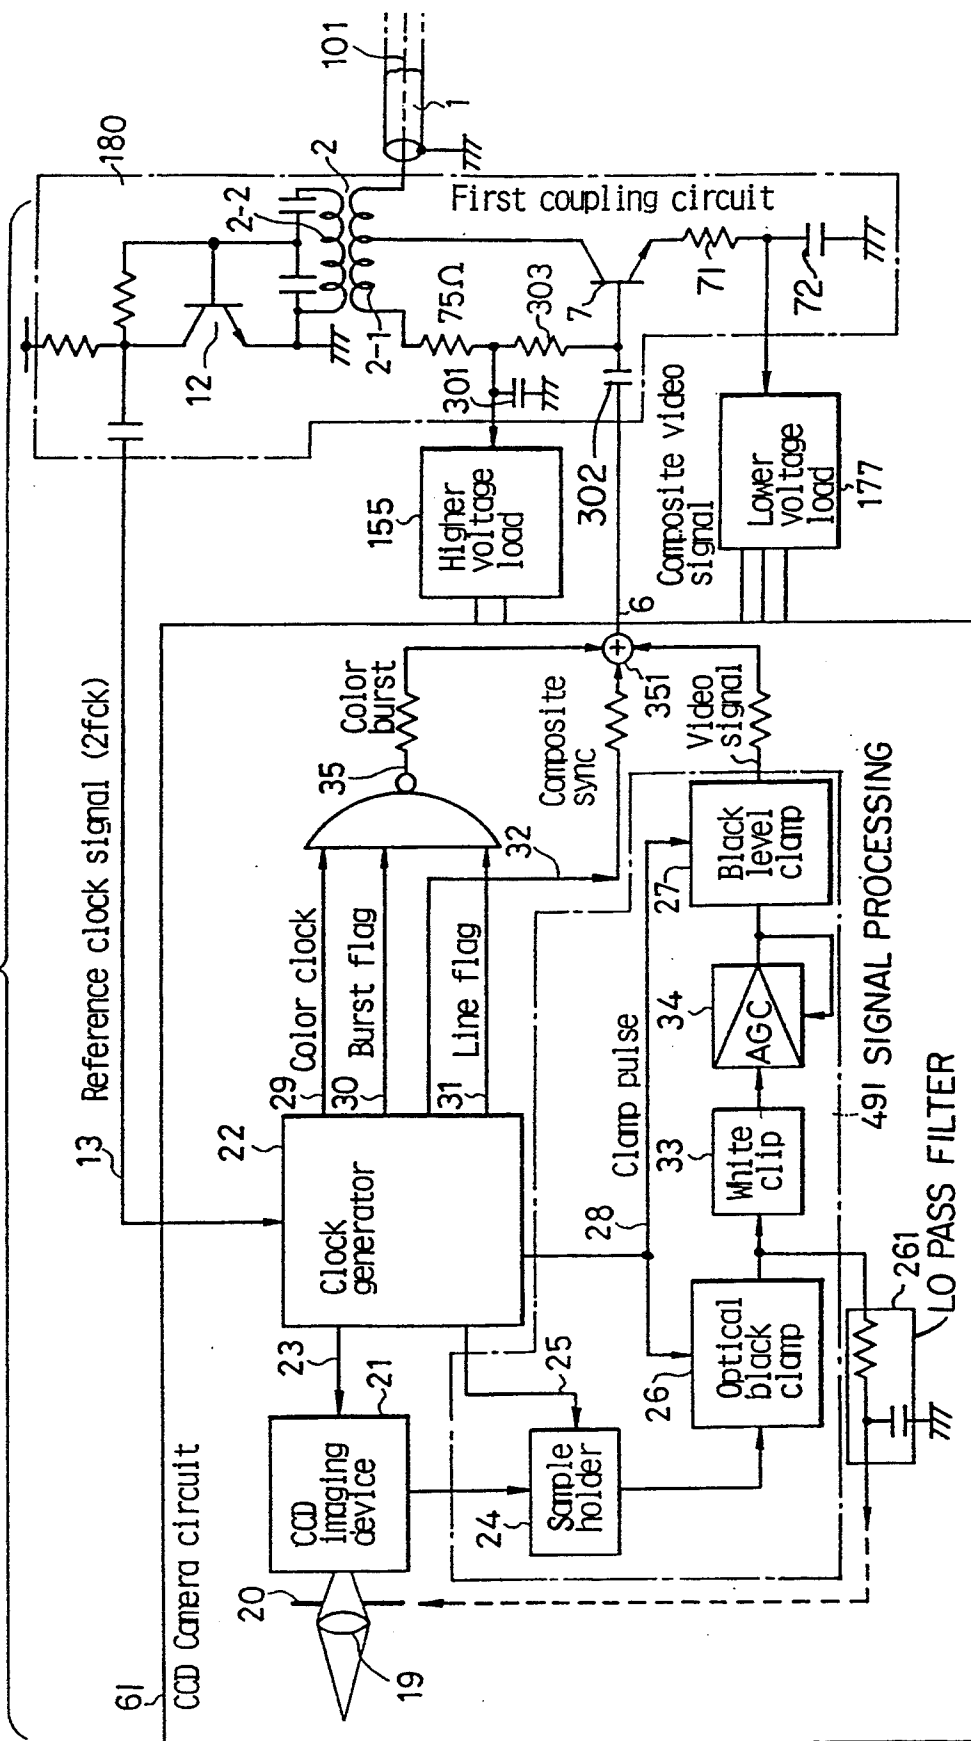 61
CCD Camera circuit
19
20
CCD
imaging
device
21
23
Clock
generator
22
13
Reference clock signal (2fck)
29
Color clock
30
Burst flag
31
Line flag
32
35
Color
burst
Composite
sync
351
6
Sample
holder
24
25
Optical
black
clamp
26
28
Clamp pulse
White
clip
33
AGC
34
Black
level
clamp
27
Video
signal
491 SIGNAL PROCESSING
261
LO PASS FILTER
Higher
voltage
load
155
Composite video
signal
Lower
voltage
load
177
12
180
2-2
2
2-1
75Ω
301
303
302
7
71
72
First coupling circuit
101
1